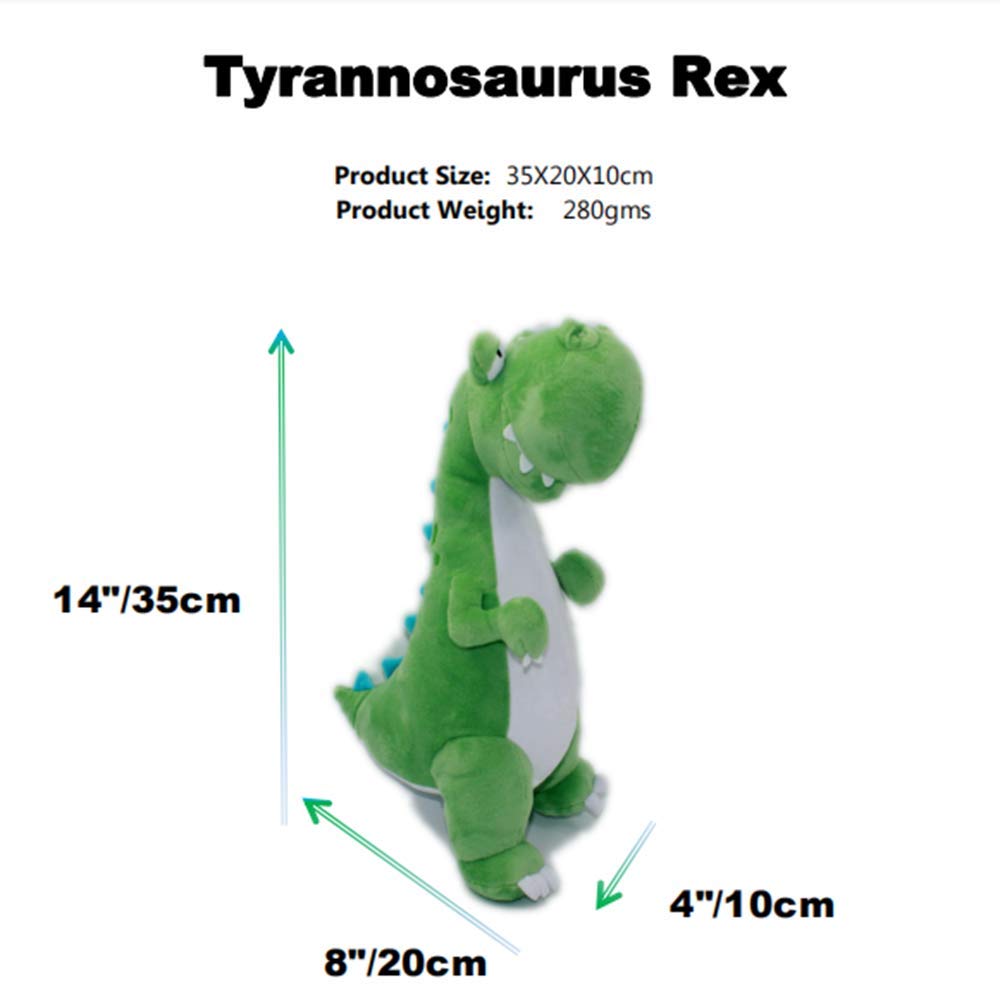 Tyrannosaurus Rex
Product Size: 35X20X10cm
Product Weight: 280gms
14"/35cm
4"/10cm
8"/20cm